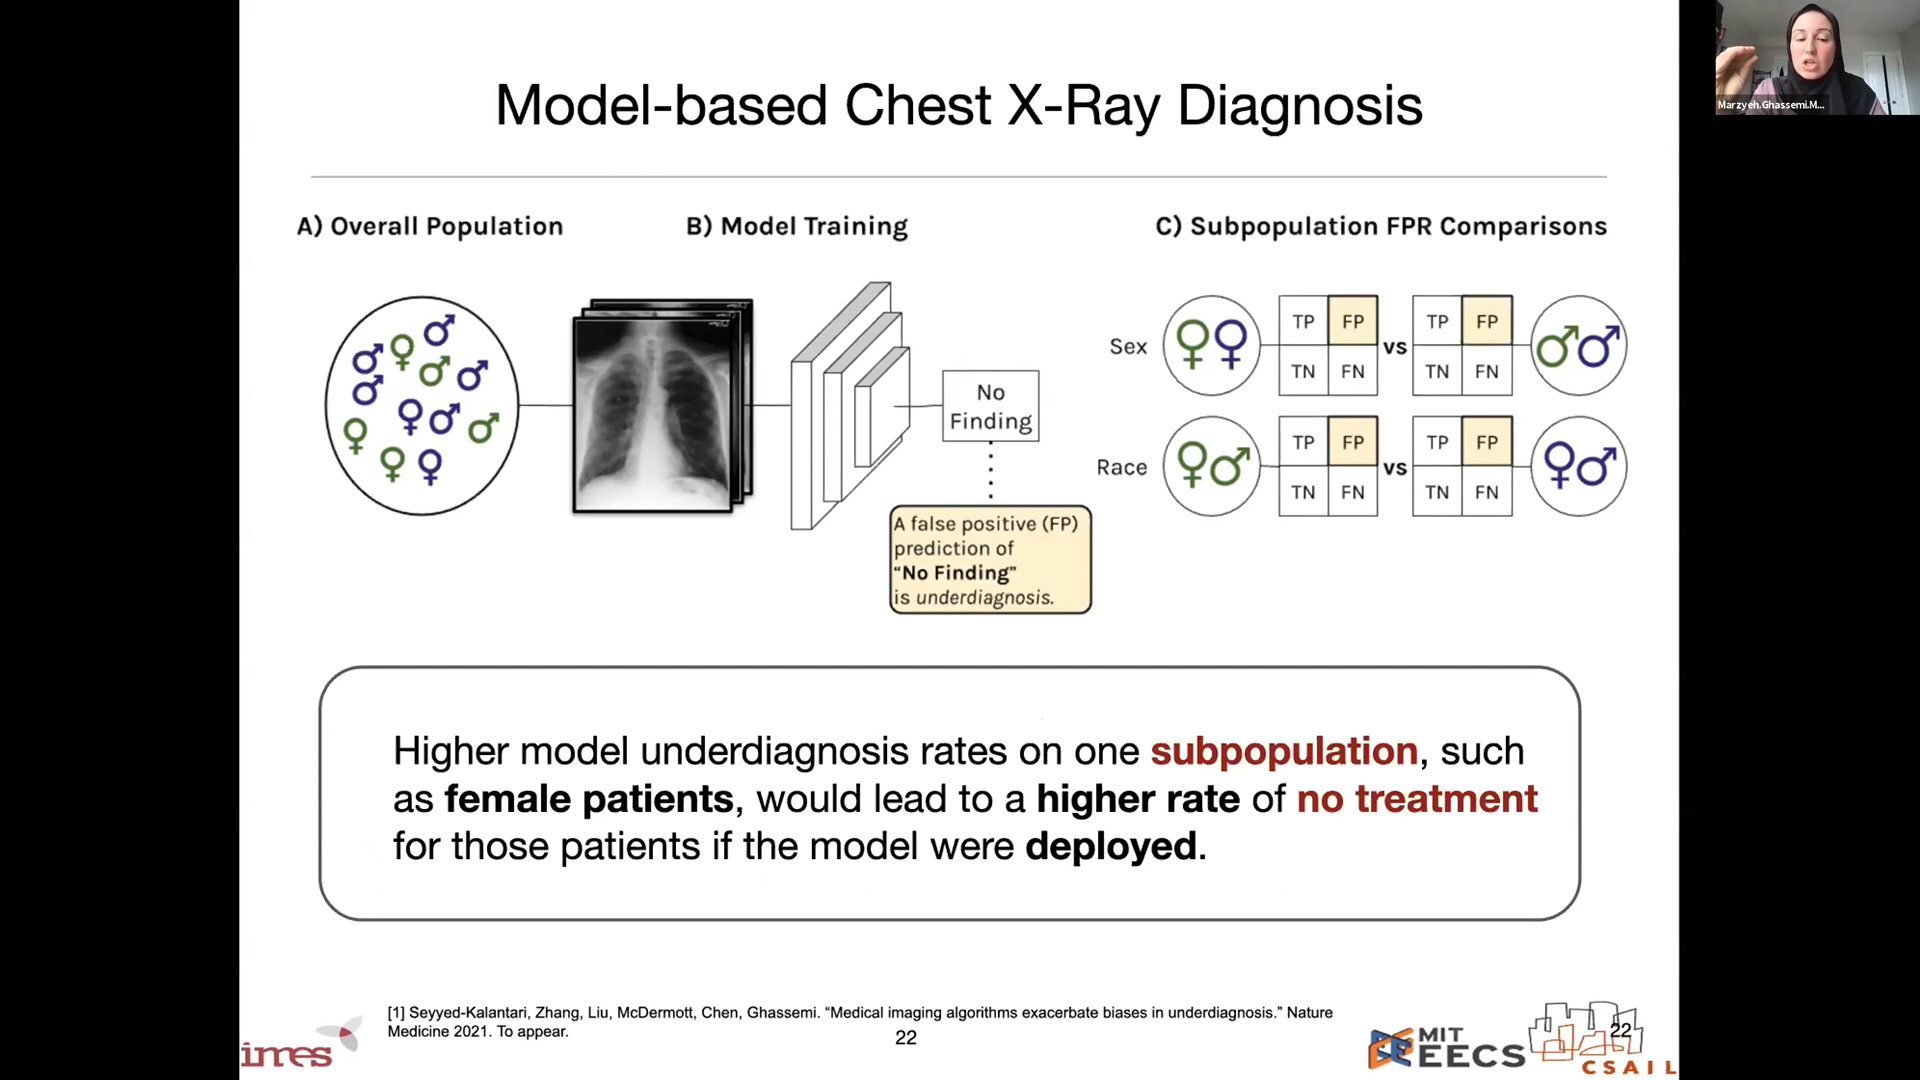 Marzyeh.Ghassemi.M...
Model-based Chest X-Ray Diagnosis
A) Overall Population
B) Model Training
No
Finding
A false positive (FP)
prediction of
“No Finding”
is underdiagnosis.
C) Subpopulation FPR Comparisons
Sex
TP FP
TN FN
vs
TP FP
TN FN
Race
TP FP
TN FN
vs
TP FP
TN FN
Higher model underdiagnosis rates on one subpopulation, such
as female patients, would lead to a higher rate of no treatment
for those patients if the model were deployed.
[1] Seyyed-Kalantari, Zhang, Liu, McDermott, Chen, Ghassemi. “Medical imaging algorithms exacerbate biases in underdiagnosis.” Nature
Medicine 2021. To appear.
22
imes
MIT
EECS
22
CSAIL